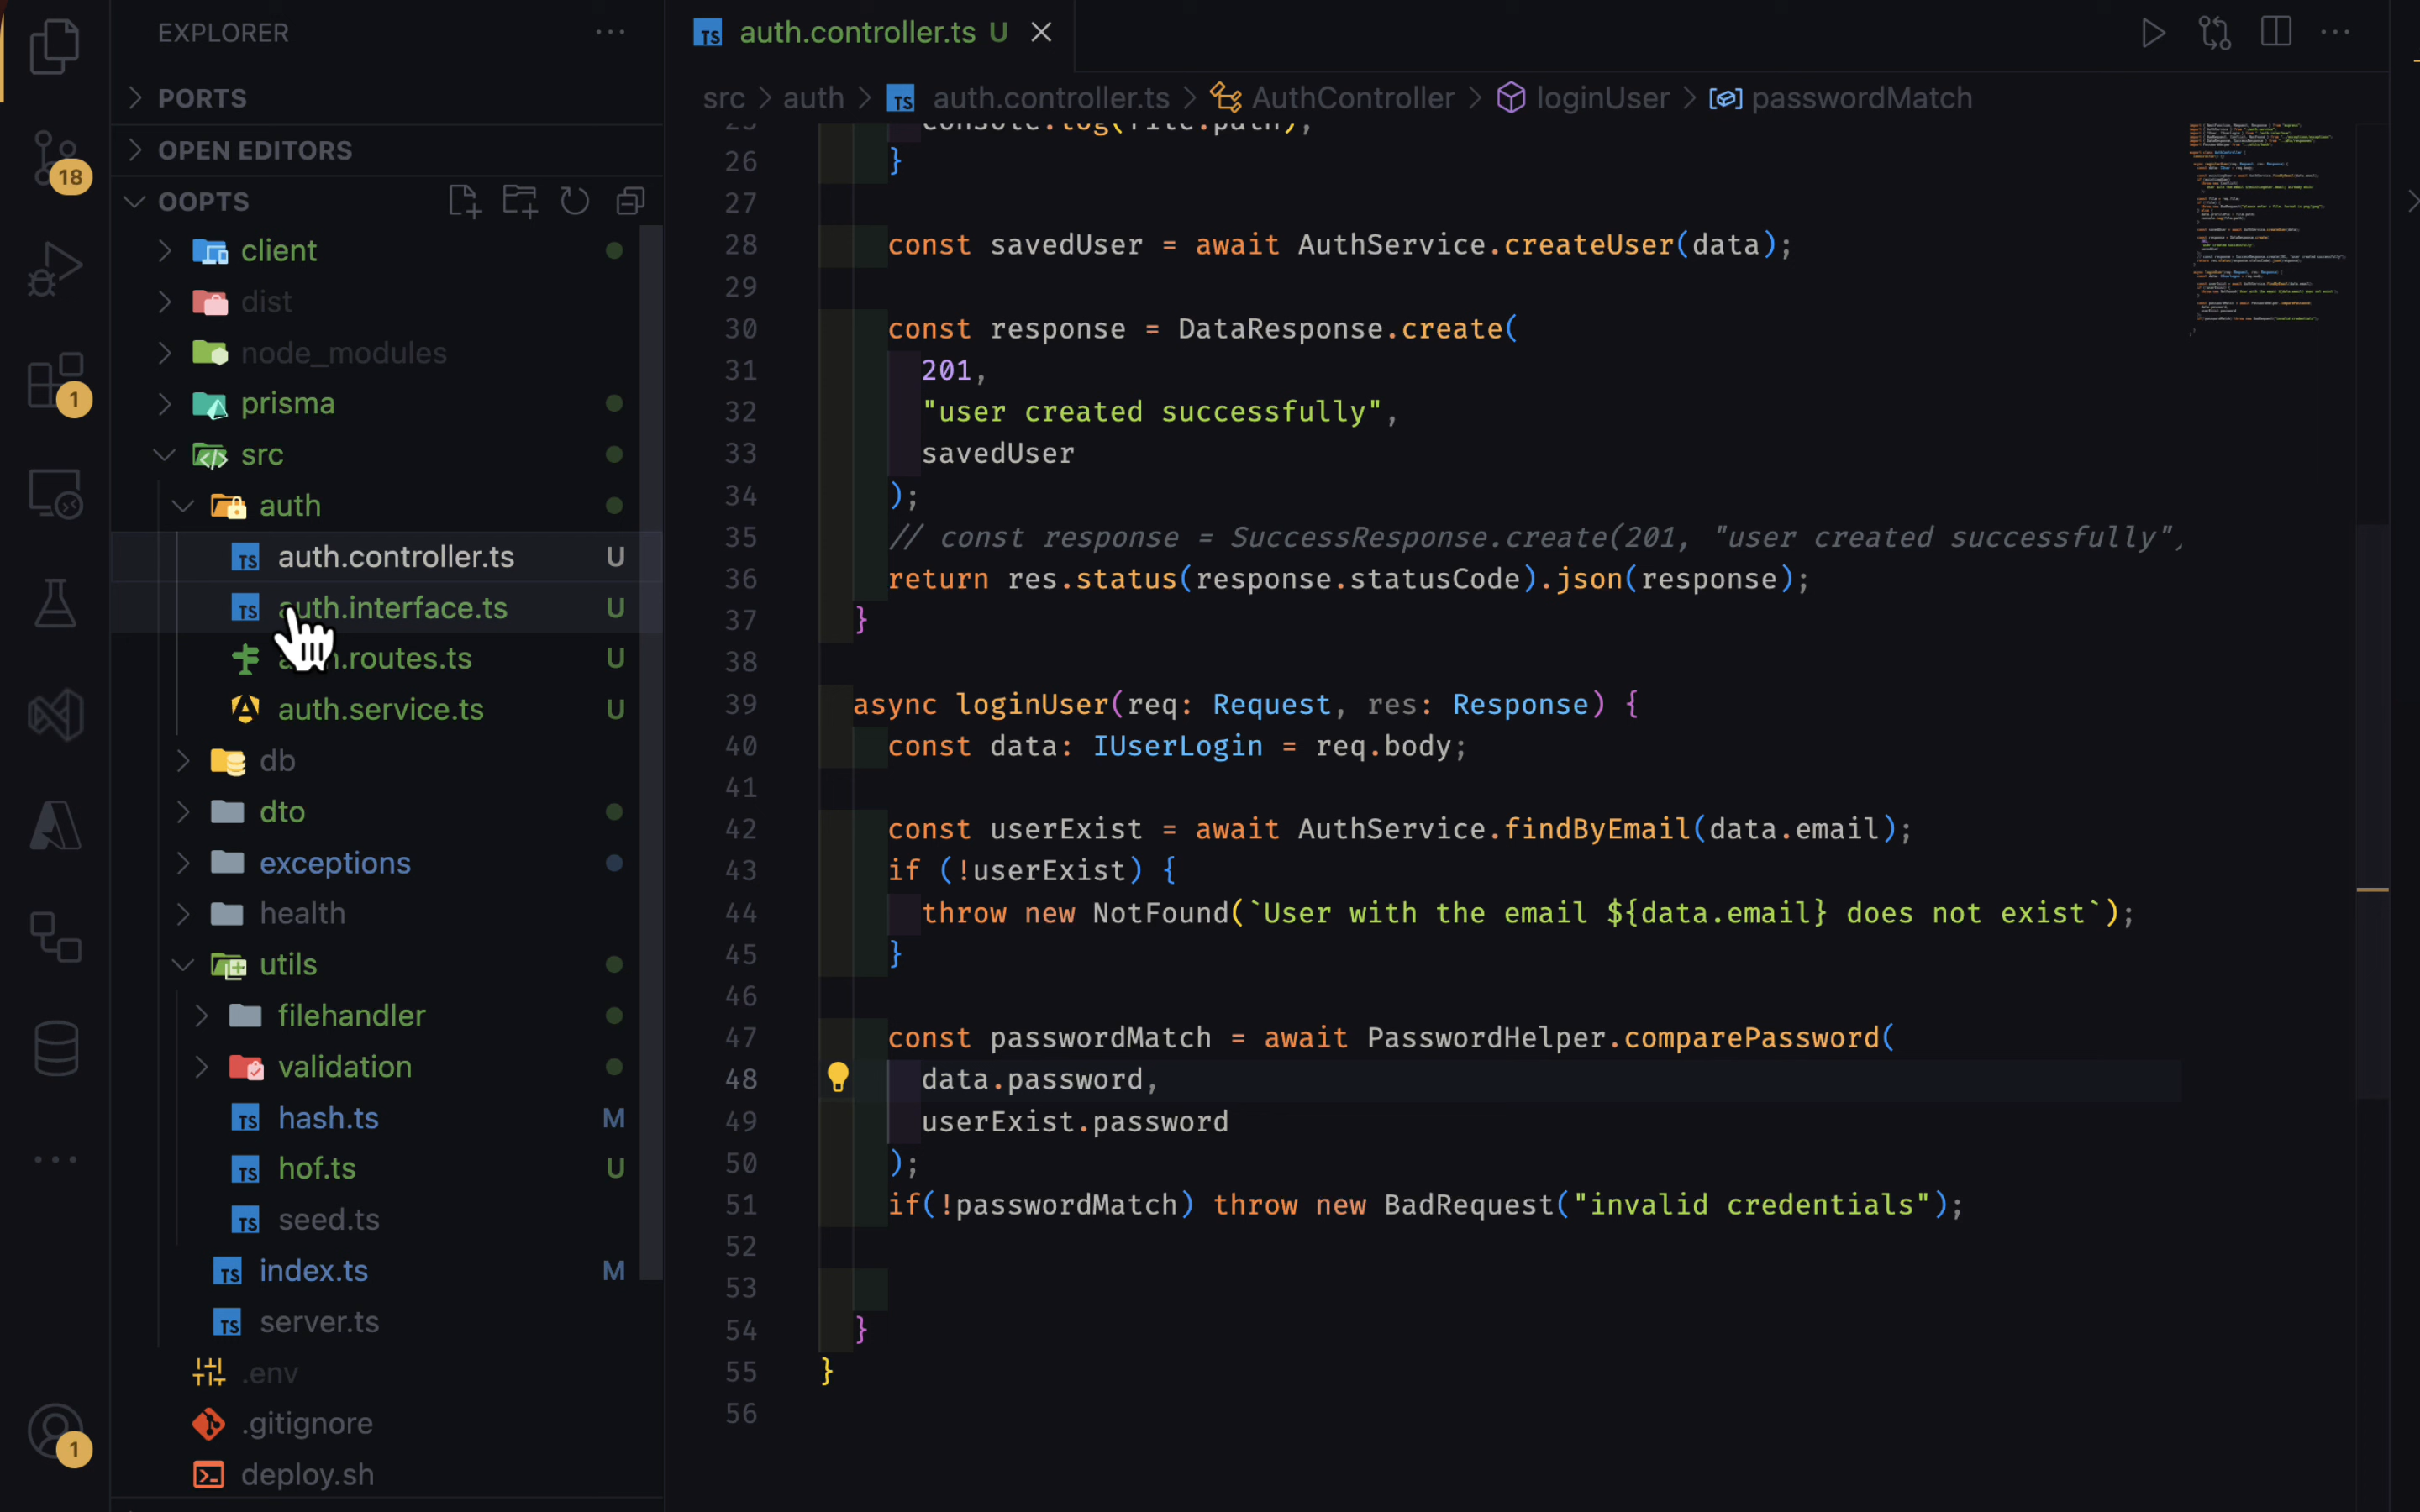 EXPLORER
PORTS
OPEN EDITORS
OOPTS
client
dist
node_modules
prisma
src
auth
auth.controller.ts U
auth.interface.ts U
.routes.ts U
auth.service.ts U
db
dto
exceptions
health
utils
filehandler
validation
hash.ts M
hof.ts U
seed.ts
index.ts M
server.ts
.env
.gitignore
deploy.sh
18
1
1
auth.controller.ts U
src > auth > auth.controller.ts > AuthController > loginUser > passwordMatch
25 console.log(file.path);
26 }
27
28 const savedUser = await AuthService.createUser(data);
29
30 const response = DataResponse.create(
31 201,
32 "user created successfully",
33 savedUser
34 );
35 // const response = SuccessResponse.create(201, "user created successfully",
36 return res.status(response.statusCode).json(response);
37 }
38
39 async loginUser(req: Request, res: Response) {
40 const data: IUserLogin = req.body;
41
42 const userExist = await AuthService.findByEmail(data.email);
43 if (!userExist) {
44 throw new NotFound(`User with the email ${data.email} does not exist`);
45 }
46
47 const passwordMatch = await PasswordHelper.comparePassword(
48 data.password,
49 userExist.password
50 );
51 if(!passwordMatch) throw new BadRequest("invalid credentials");
52
53
54 }
55 }
56